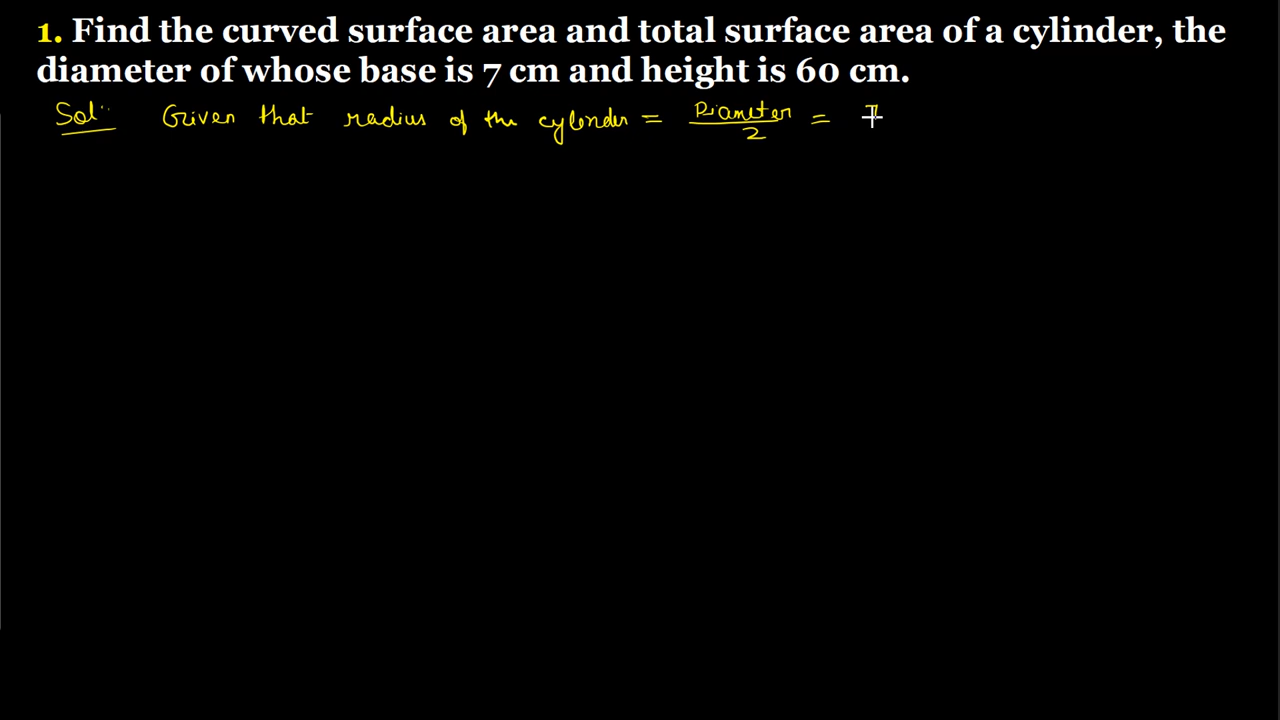 1. Find the curved surface area and total surface area of a cylinder, the
diameter of whose base is 7 cm and height is 60 cm.
Sol: Given that radius of the cylinder = Diameter/2 = 7